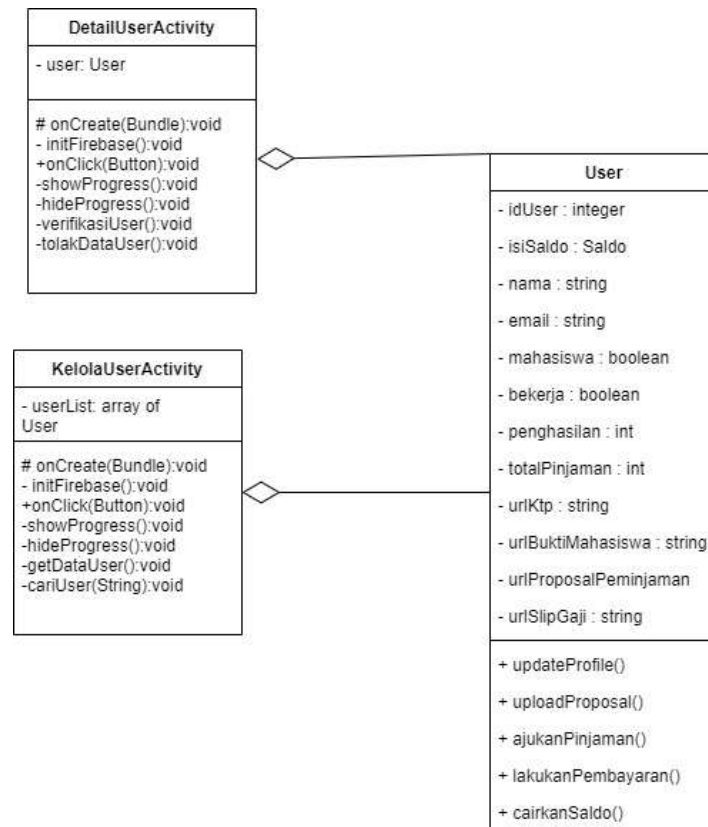 DetailUserActivity
- user: User
# onCreate(Bundle):void
- initFirebase():void
+onClick(Button):void
-showProgress():void
-hideProgress():void
-verifikasiUser():void
-tolakDataUser():void
KelolaUserActivity
- userList: array of
User
# onCreate(Bundle):void
- initFirebase():void
+onClick(Button):void
-showProgress():void
-hideProgress():void
-getDataUser():void
-cariUser(String):void
User
- idUser : integer
- isiSaldo : Saldo
- nama : string
- email : string
- mahasiswa : boolean
- bekerja : boolean
- penghasilan : int
- totalPinjaman : int
- urlKtp : string
- urlBuktiMahasiswa : string
- urlProposalPeminjaman
- urlSlipGaji : string
+ updateProfile()
+ uploadProposal()
+ ajukanPinjaman()
+ lakukanPembayaran()
+ cairkanSaldo()